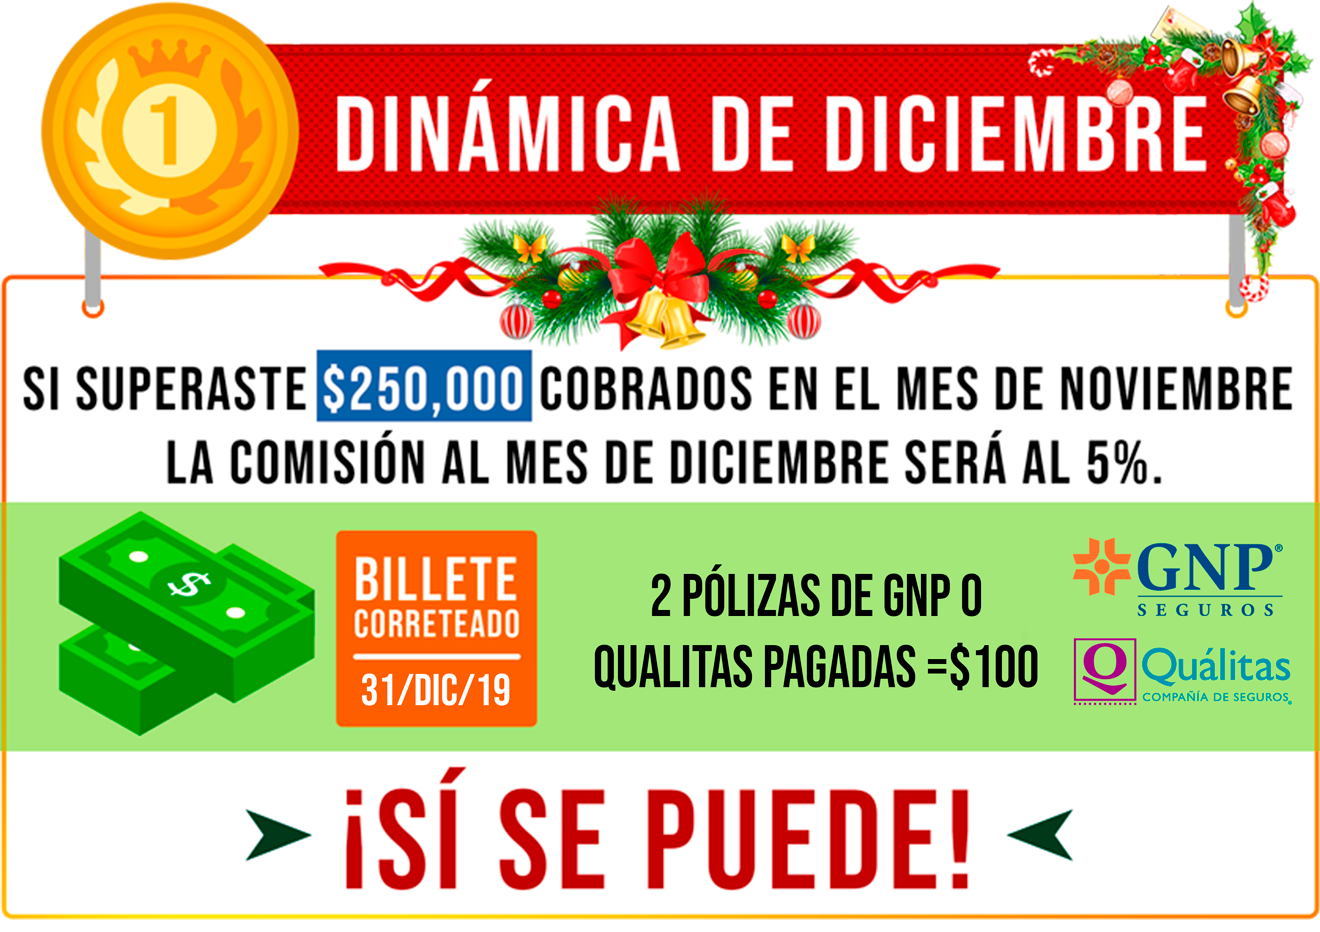 1
DINÁMICA DE DICIEMBRE
SI SUPERASTE $250,000 COBRADOS EN EL MES DE NOVIEMBRE
LA COMISIÓN AL MES DE DICIEMBRE SERÁ AL 5%.
$
BILLETE
CORRETEADO
31/DIC/19
2 PÓLIZAS DE GNP O
QUALITAS PAGADAS =$100
GNP®
SEGUROS
Q
Quálitas
COMPAÑÍA DE SEGUROS®
¡SÍ SE PUEDE!